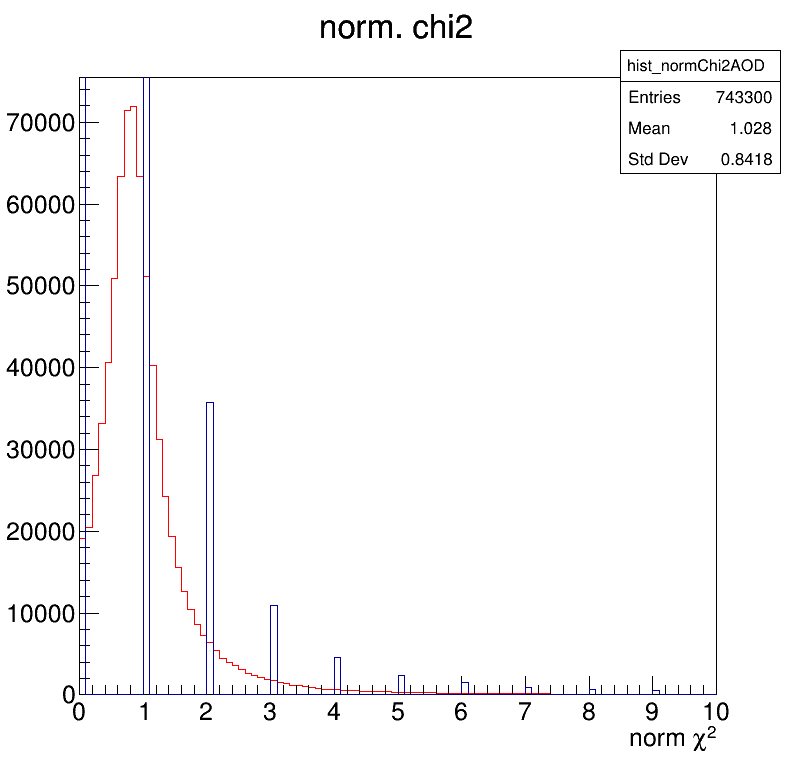 norm. chi2
hist_normChi2AOD
Entries 743300
Mean 1.028
Std Dev 0.8418
70000
60000
50000
40000
30000
20000
10000
0
0 1 2 3 4 5 6 7 8 9 10
norm χ²